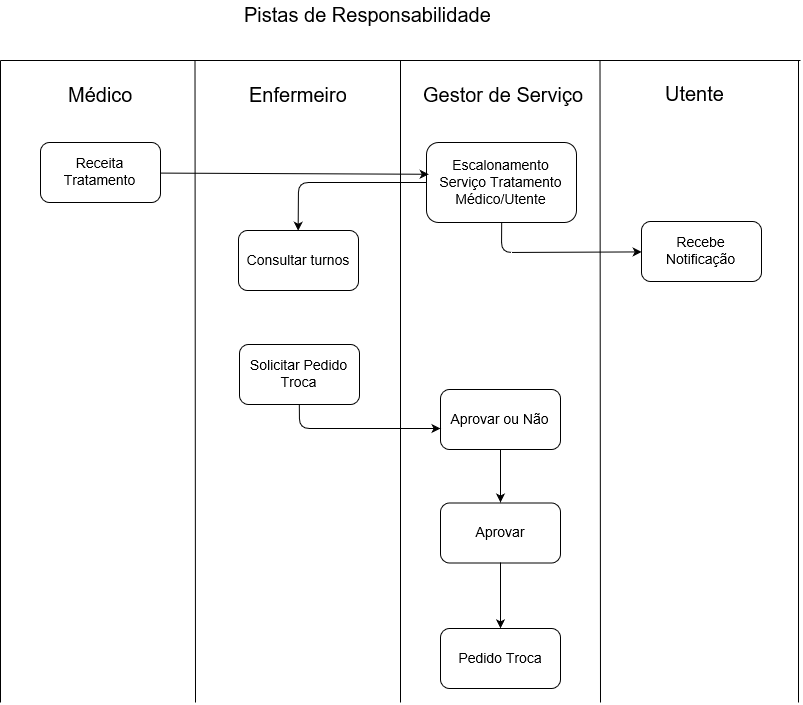 Pistas de Responsabilidade
Médico
Enfermeiro
Gestor de Serviço
Utente
Receita
Tratamento
Escalonamento
Serviço Tratamento
Médico/Utente
Consultar turnos
Recebe
Notificação
Solicitar Pedido
Troca
Aprovar ou Não
Aprovar
Pedido Troca